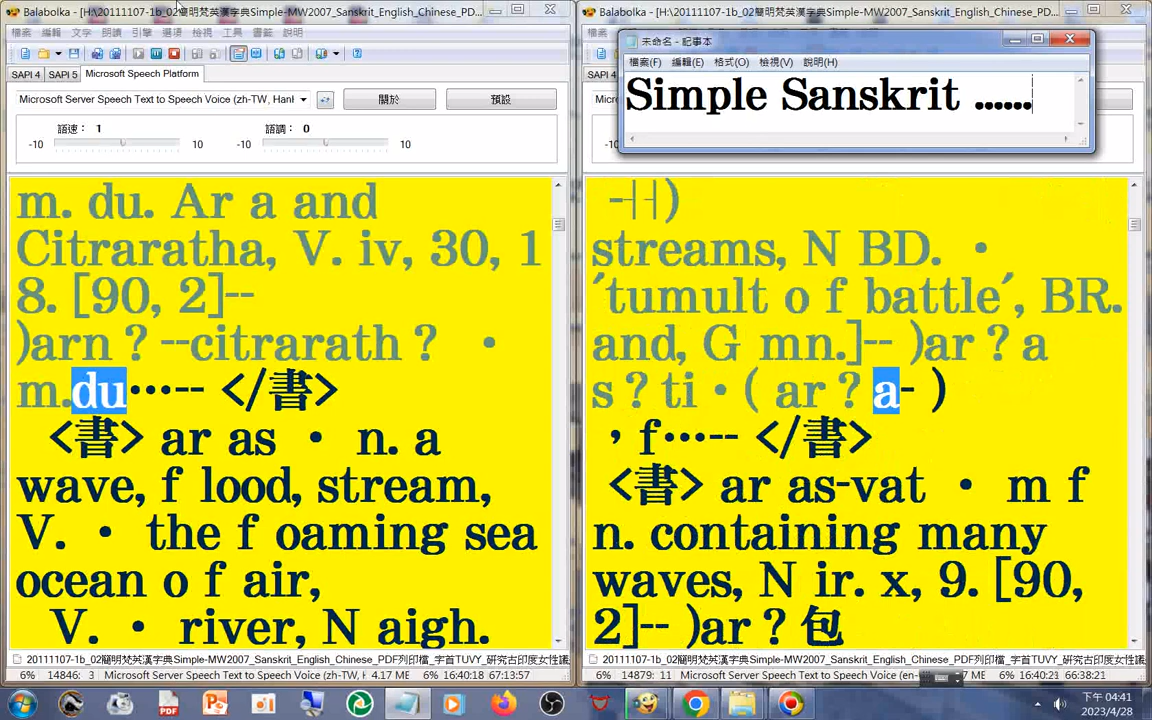 Balabolka - [H:\20111107-1b_02簡明梵英漢字典Simple-MW2007_Sanskrit_English_Chinese_PD...
檔案 編輯 文字 朗讀 引擎 選項 檢視 工具 書籤 說明
SAPI 4 SAPI 5 Microsoft Speech Platform
Microsoft Server Speech Text to Speech Voice (zh-TW, Hanl 關於 預設
語速： 1 語調： 0
-10 10 -10 10
m. du. Ar a and
Citraratha, V. iv, 30, 1
8. [90, 2]--
)arn ? --citrarath ? •
m.du…-- </書>
<書> ar as • n. a
wave, f lood, stream,
V. • the f oaming sea
ocean o f air,
V. • river, N aigh.
20111107-1b_02簡明梵英漢字典Simple-MW2007_Sanskrit_English_Chinese_PDF列印檔_字首TUVY_研究古印度女性議
6% 14846: 3 Microsoft Server Speech Text to Speech Voice (zh-TW, H 4.17 ME 16:40:18 67:13:57
Balabolka - [H:\20111107-1b_02簡明梵英漢字典Simple-MW2007_Sanskrit_English_Chinese_PDF...
SAPI 4
Micr
未命名 - 記事本
檔案(F) 編輯(E) 格式(O) 檢視(V) 說明(H)
Simple Sanskrit ......
-┤┤)
streams, N BD. •
'tumult o f battle', BR.
and, G mn.]-- )ar ? a
s ? ti • ( ar ? a- )
，f…-- </書>
<書> ar as-vat • m f
n. containing many
waves, N ir. x, 9. [90,
2]-- )ar ? 包
20111107-1b_02簡明梵英漢字典Simple-MW2007_Sanskrit_English_Chinese_PDF列印檔_字首TUVY_研究古印度女性議
6% 14879: 11 Microsoft Server Speech Text to Speech Voice (zh-TW, H 4.17 ME 16:40:2 66:38:21
PDF
下午 04:41
2023/4/28